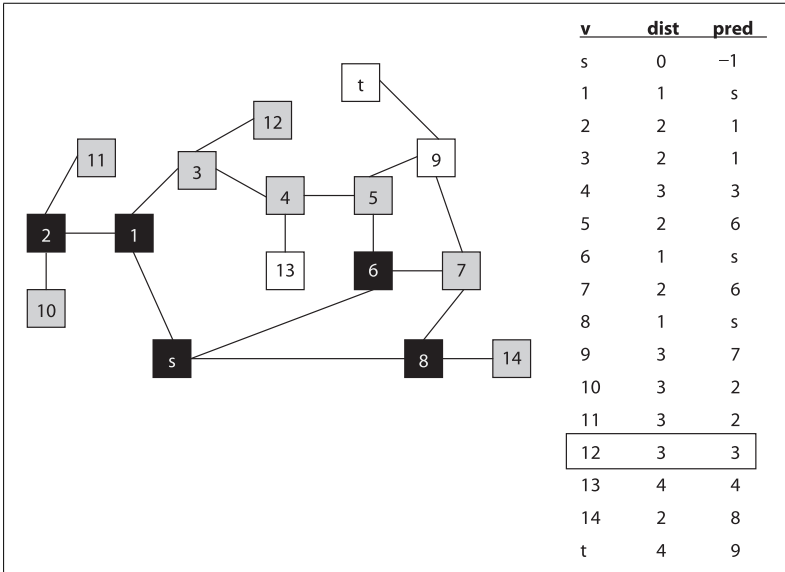 t
12
11
3
9
4
5
2
1
13
6
7
10
s
8
14
v dist pred
s 0 −1
1 1 s
2 2 1
3 2 1
4 3 3
5 2 6
6 1 s
7 2 6
8 1 s
9 3 7
10 3 2
11 3 2
12 3 3
13 4 4
14 2 8
t 4 9